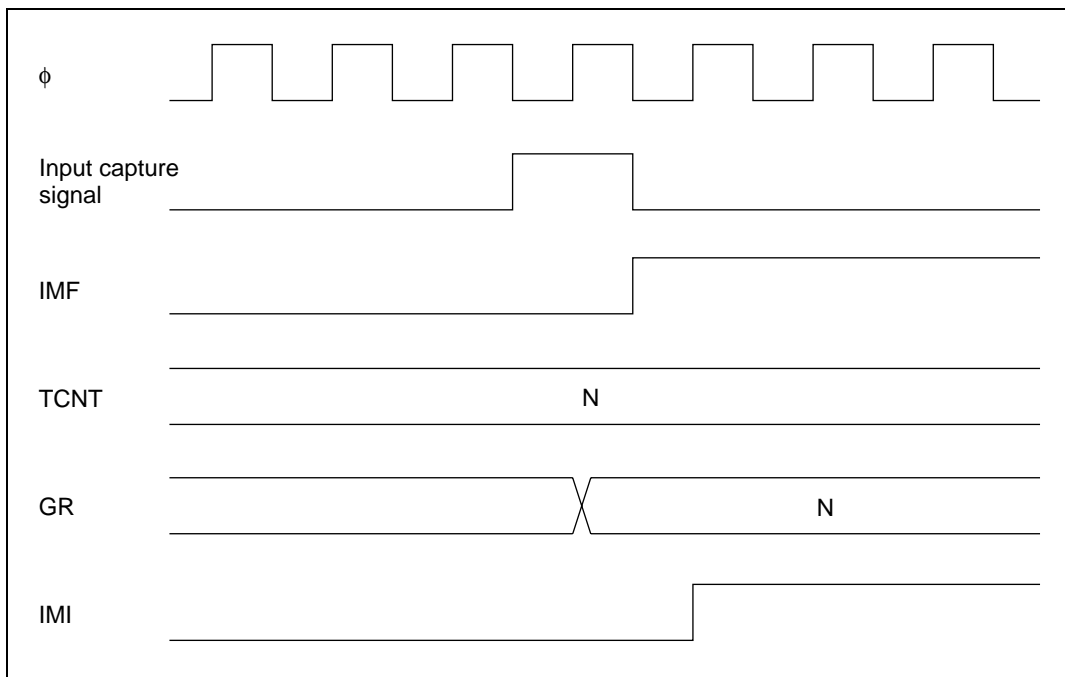 φ
Input capture
signal
IMF
TCNT
N
GR
N
IMI